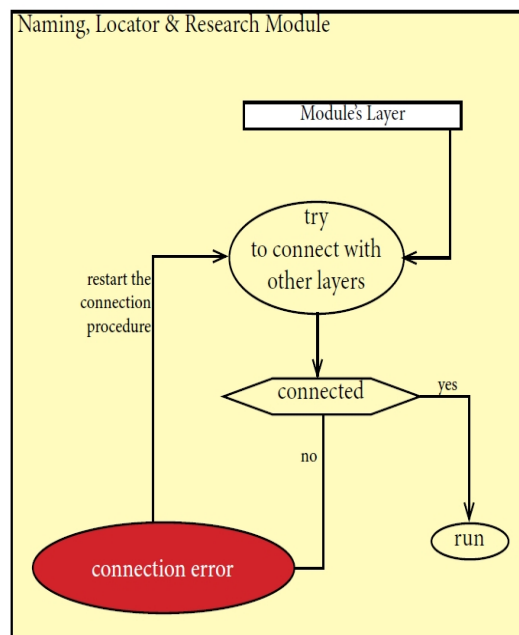 Naming, Locator & Research Module
Module's Layer
try
to connect with
other layers
restart the
connection
procedure
connected
yes
no
run
connection error